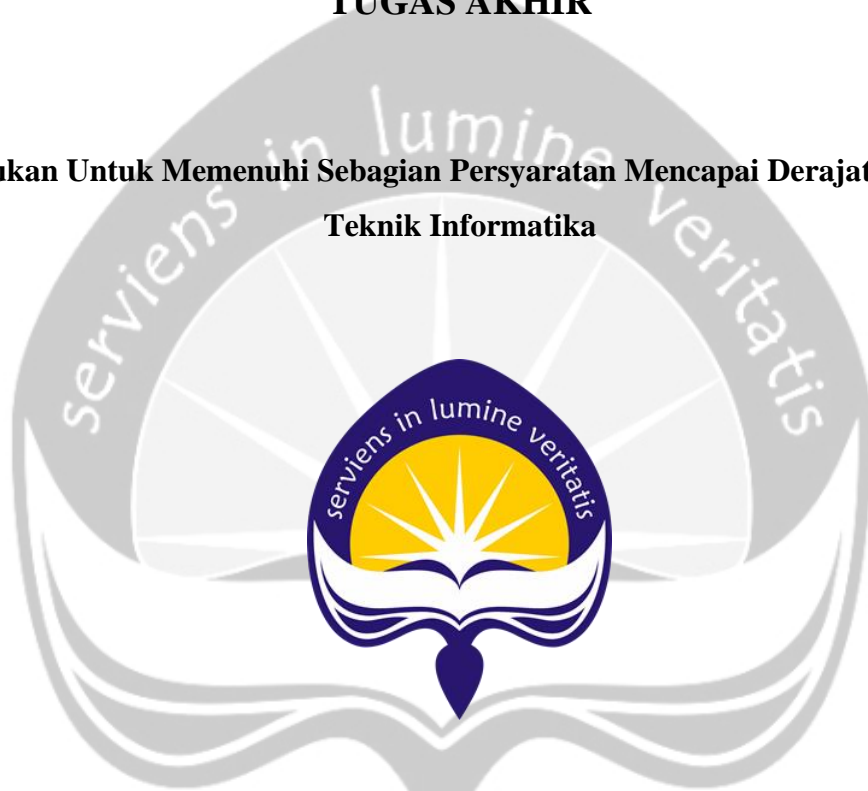 TUGAS AKHIR
ukan Untuk Memenuhi Sebagian Persyaratan Mencapai Derajat
Teknik Informatika
serviens in lumine veritatis
serviens in lumine veritatis